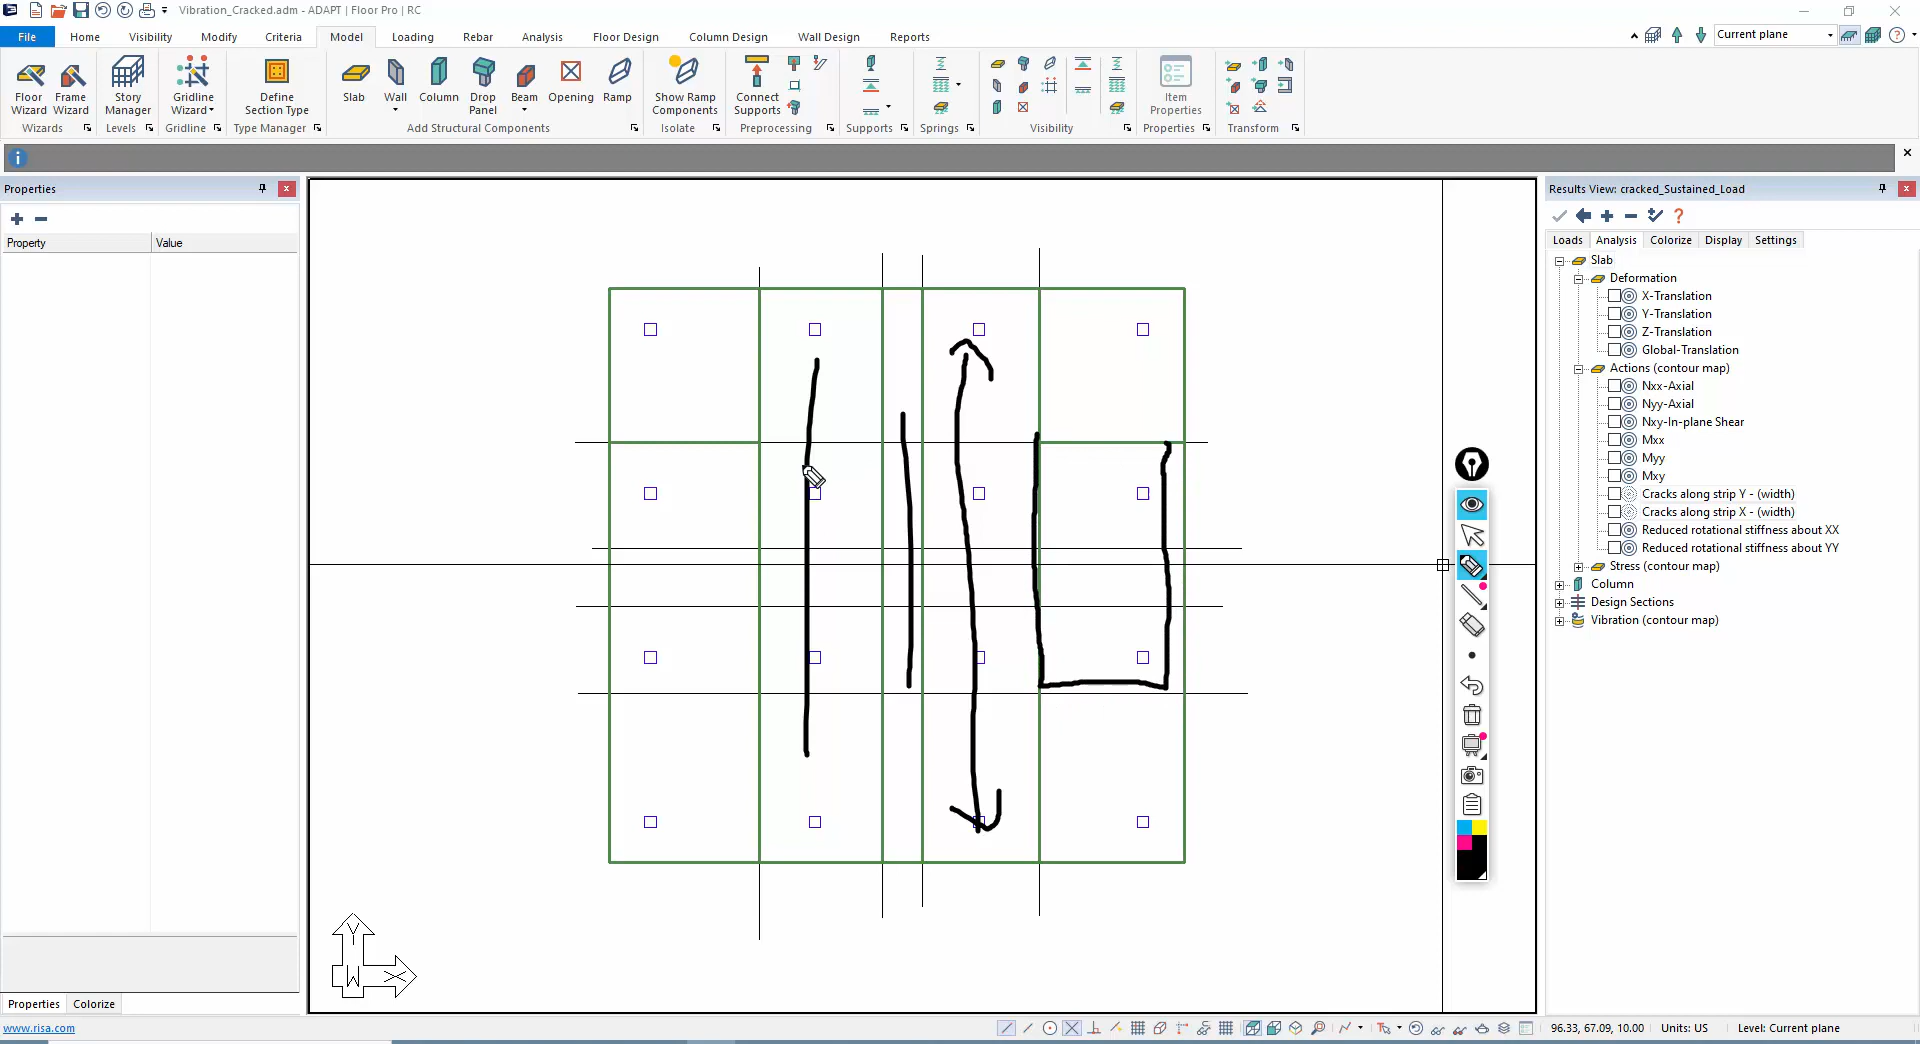 Vibration_Cracked.adm - ADAPT | Floor Pro | RC
File Home Visibility Modify Criteria Model Loading Rebar Analysis Floor Design Column Design Wall Design Reports
Current plane
Floor Wizard
Frame Wizard
Story Manager
Gridline Wizard
Define Section Type
Slab
Wall
Column
Drop Panel
Beam
Opening
Ramp
Show Ramp Components
Connect Supports
Item Properties
Wizards Levels Gridline Type Manager Add Structural Components Isolate Preprocessing Supports Springs Visibility Properties Transform
Properties
Property Value
Properties Colorize
www.risa.com
Y
W X
Results View: cracked_Sustained_Load
Loads Analysis Colorize Display Settings
Slab
Deformation
X-Translation
Y-Translation
Z-Translation
Global-Translation
Actions (contour map)
Nxx-Axial
Nyy-Axial
Nxy-In-plane Shear
Mxx
Myy
Mxy
Cracks along strip Y - (width)
Cracks along strip X - (width)
Reduced rotational stiffness about XX
Reduced rotational stiffness about YY
Stress (contour map)
Column
Design Sections
Vibration (contour map)
96.33, 67.09, 10.00 Units: US Level: Current plane